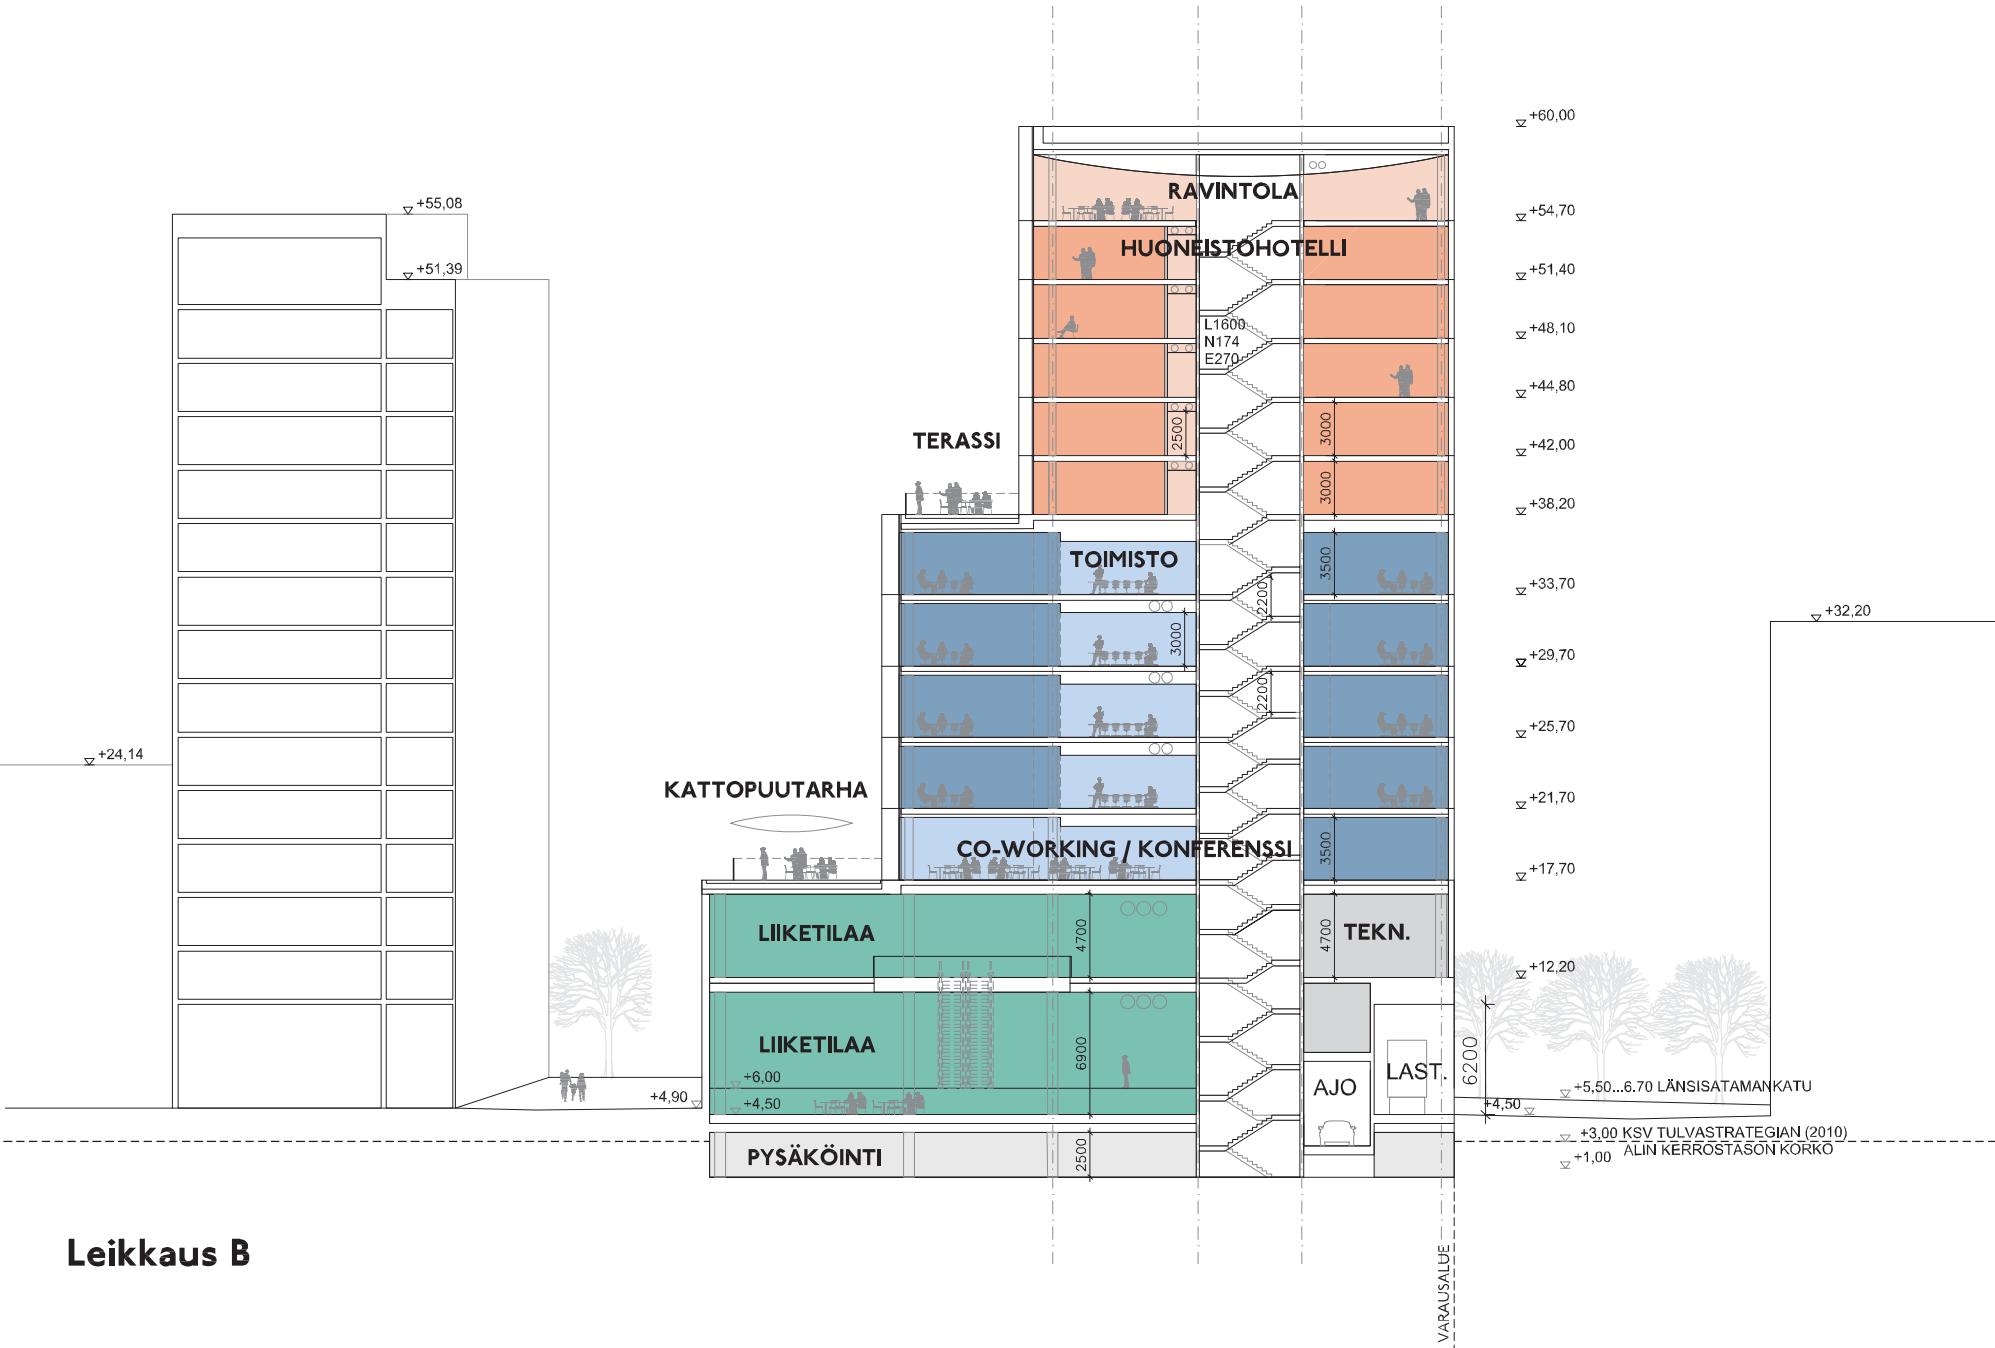 +60,00
RAVINTOLA
+55,08
+54,70
HUONEISTOHOTELLI
+51,39
+51,40
L1600
N174
E270
+48,10
+44,80
TERASSI
2500
3000
+42,00
3000
+38,20
TOIMISTO
3500
2200
+33,70
+32,20
3000
+29,70
2200
+25,70
+24,14
KATTOPUUTARHA
+21,70
CO-WORKING / KONFERENSSI
3500
+17,70
LIIKETILAA
4700
4700
TEKN.
+12,20
LIIKETILAA
6900
6200
+6,00
AJO
LAST.
+5,50...6.70 LÄNSISATAMANKATU
+4,90
+4,50
+4,50
+3,00 KSV TULVASTRATEGIAN (2010)
ALIN KERROSTASON KORKO
+1,00
PYSÄKÖINTI
2500
Leikkaus B
VARAUSALUE